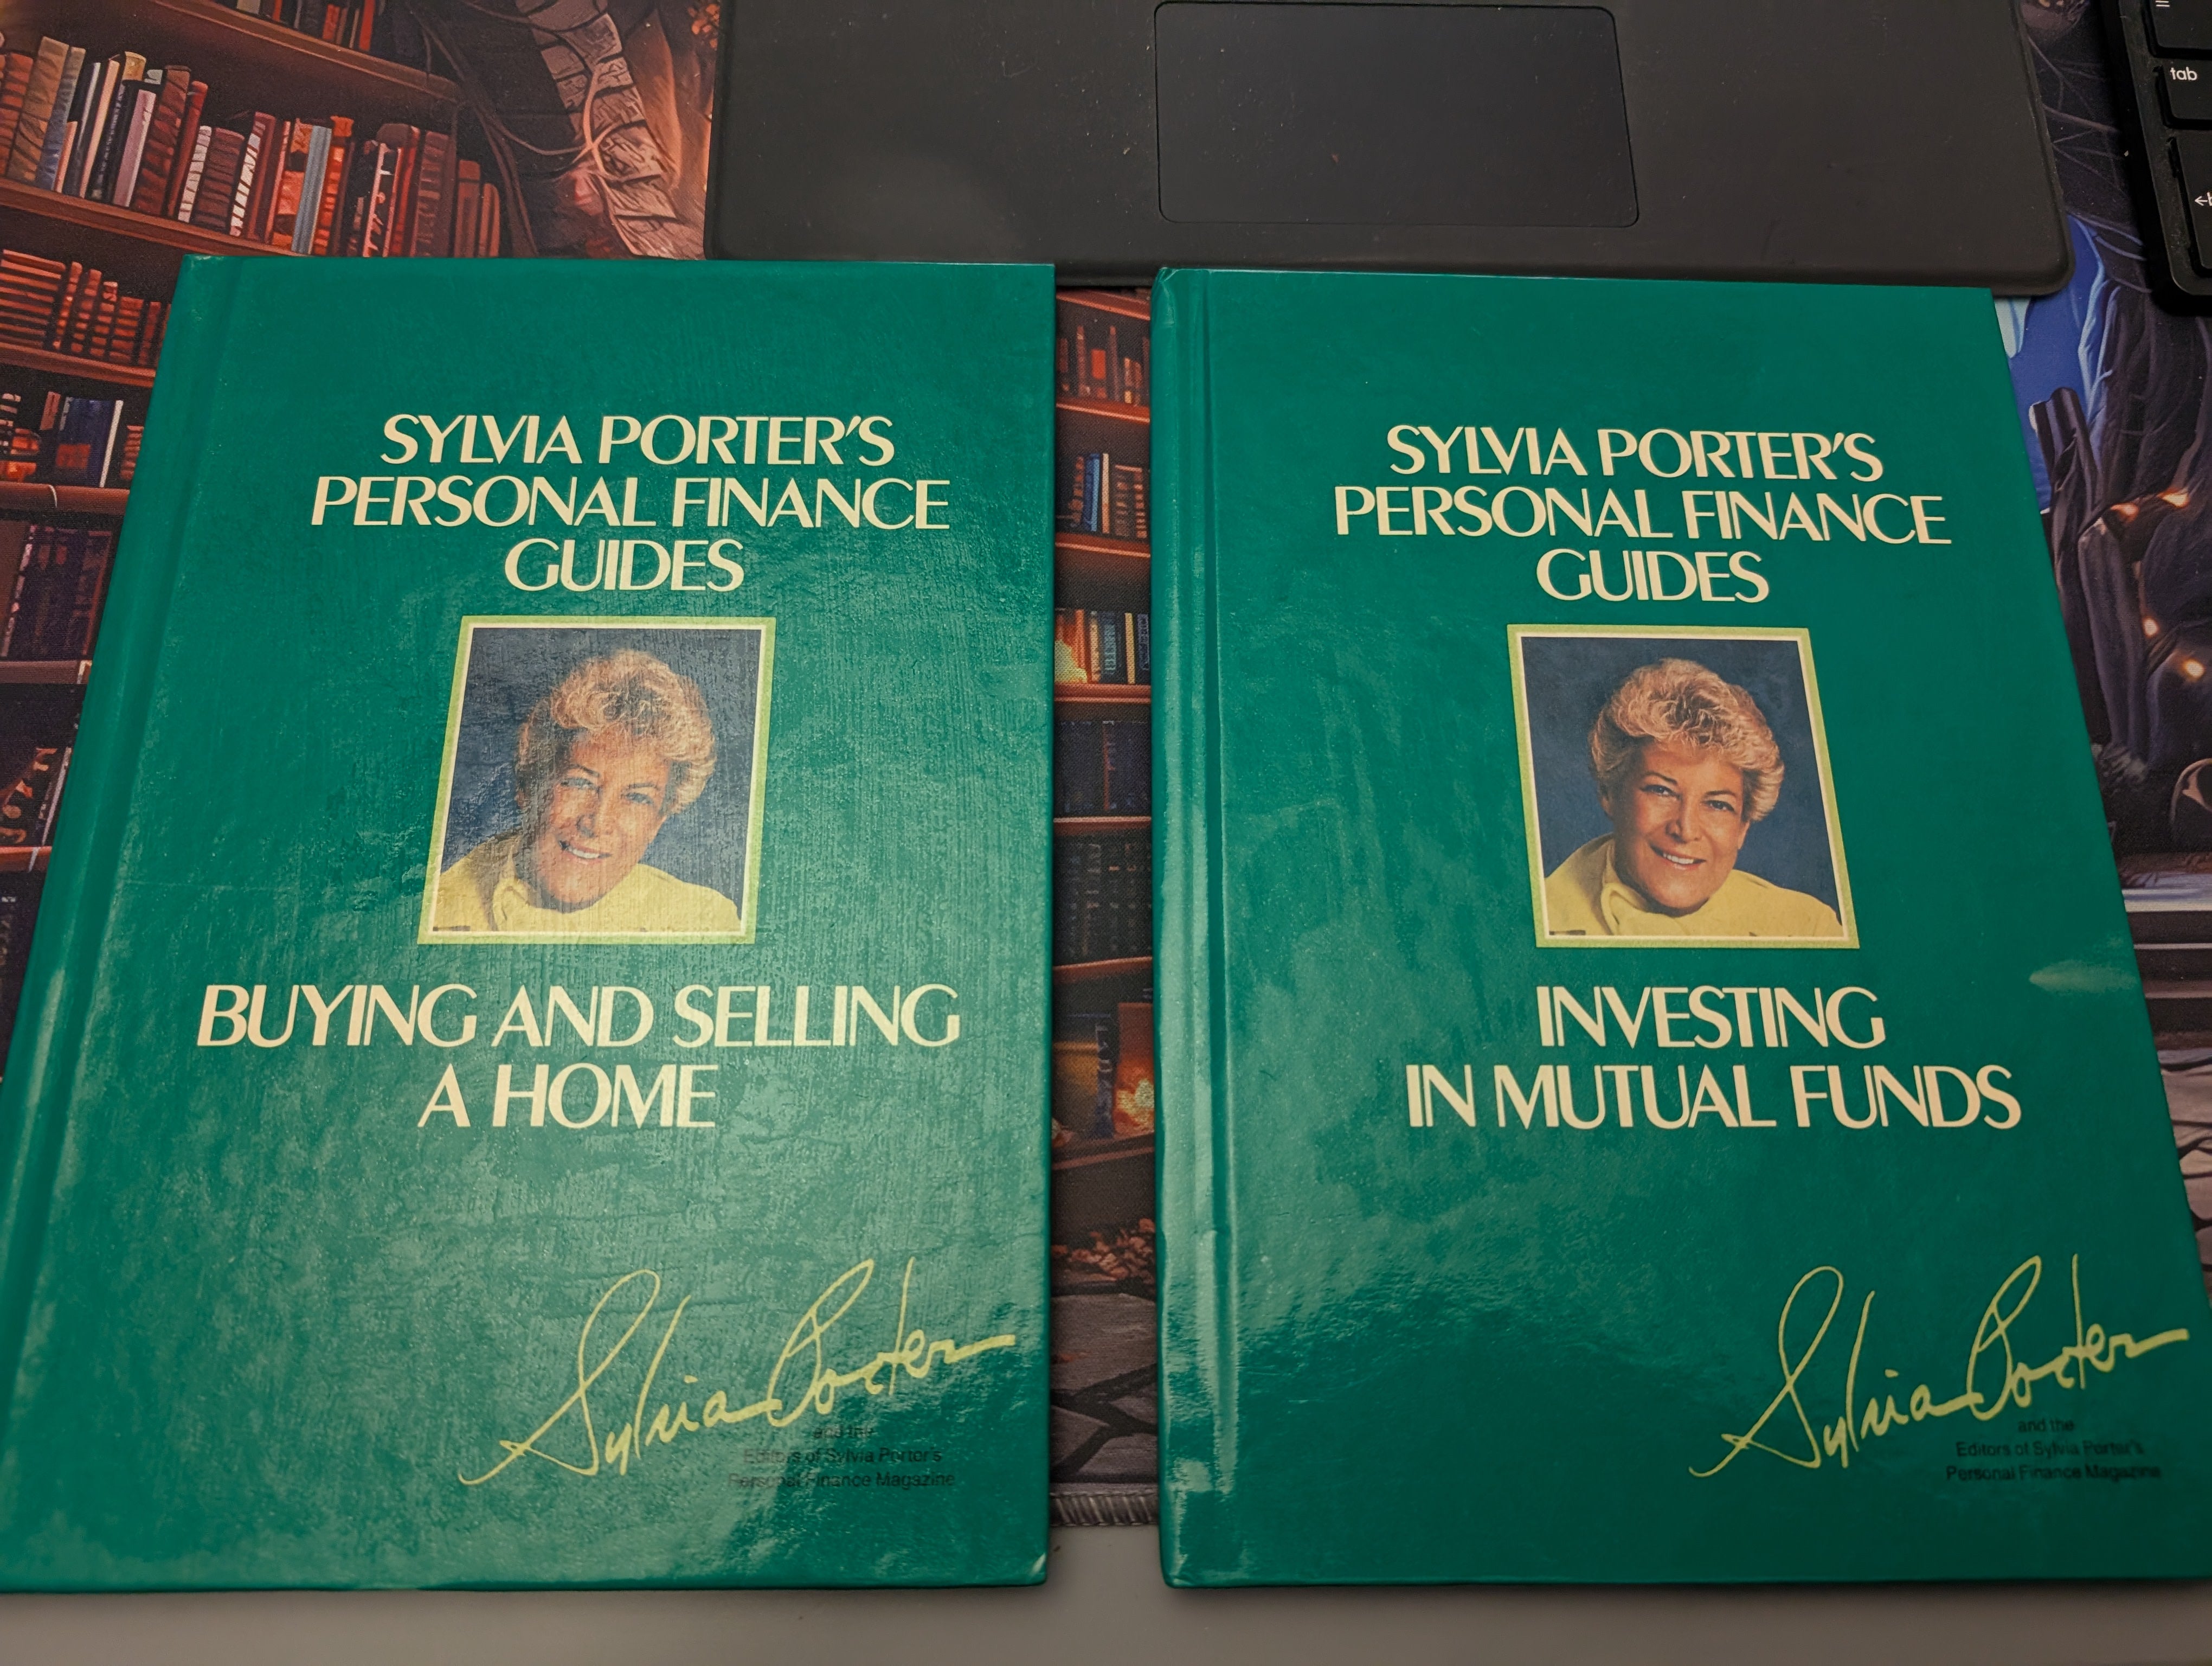 tab
SYLVIA PORTER'S
PERSONAL FINANCE
GUIDES
BUYING AND SELLING
A HOME
Sylvia Porter
and the
Editors of Sylvia Porter's
Personal Finance Magazine
SYLVIA PORTER'S
PERSONAL FINANCE
GUIDES
INVESTING
IN MUTUAL FUNDS
Sylvia Porter
and the
Editors of Sylvia Porter's
Personal Finance Magazine